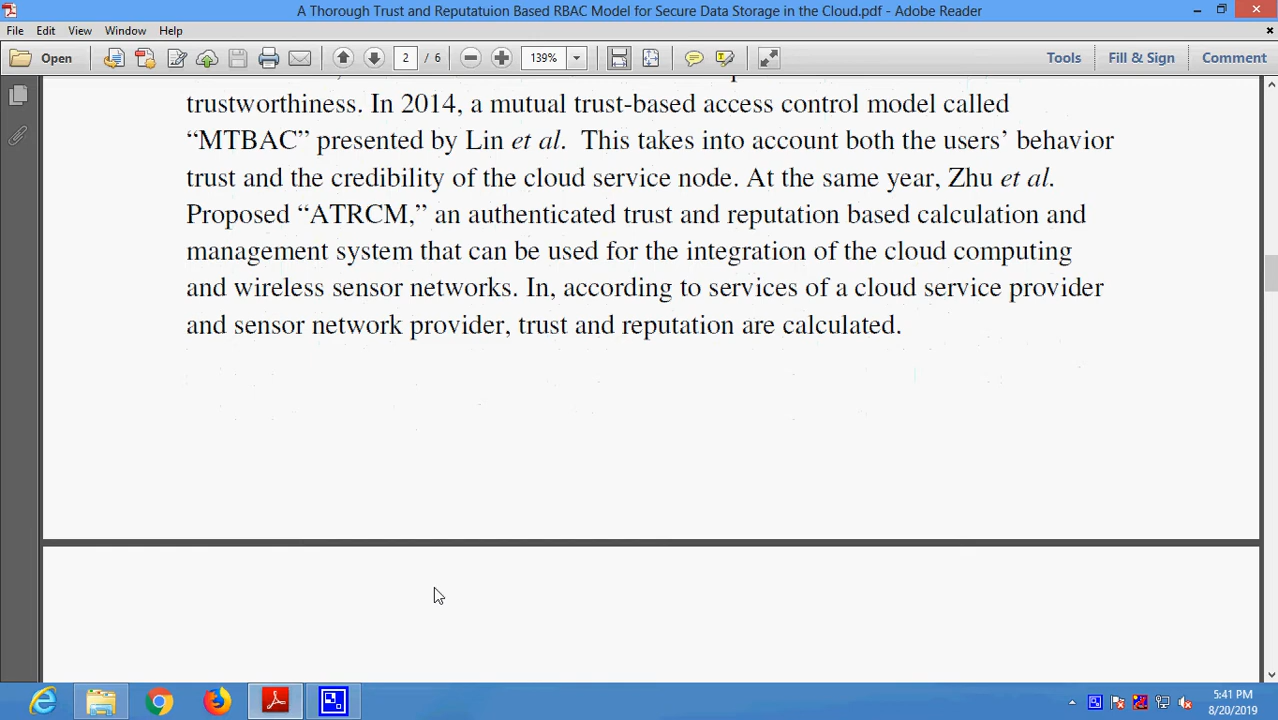 A Thorough Trust and Reputatuion Based RBAC Model for Secure Data Storage in the Cloud.pdf - Adobe Reader
File Edit View Window Help
Open 2 / 6 139% Tools Fill & Sign Comment
trustworthiness. In 2014, a mutual trust-based access control model called
“MTBAC” presented by Lin et al. This takes into account both the users’ behavior
trust and the credibility of the cloud service node. At the same year, Zhu et al.
Proposed “ATRCM,” an authenticated trust and reputation based calculation and
management system that can be used for the integration of the cloud computing
and wireless sensor networks. In, according to services of a cloud service provider
and sensor network provider, trust and reputation are calculated.
5:41 PM
8/20/2019